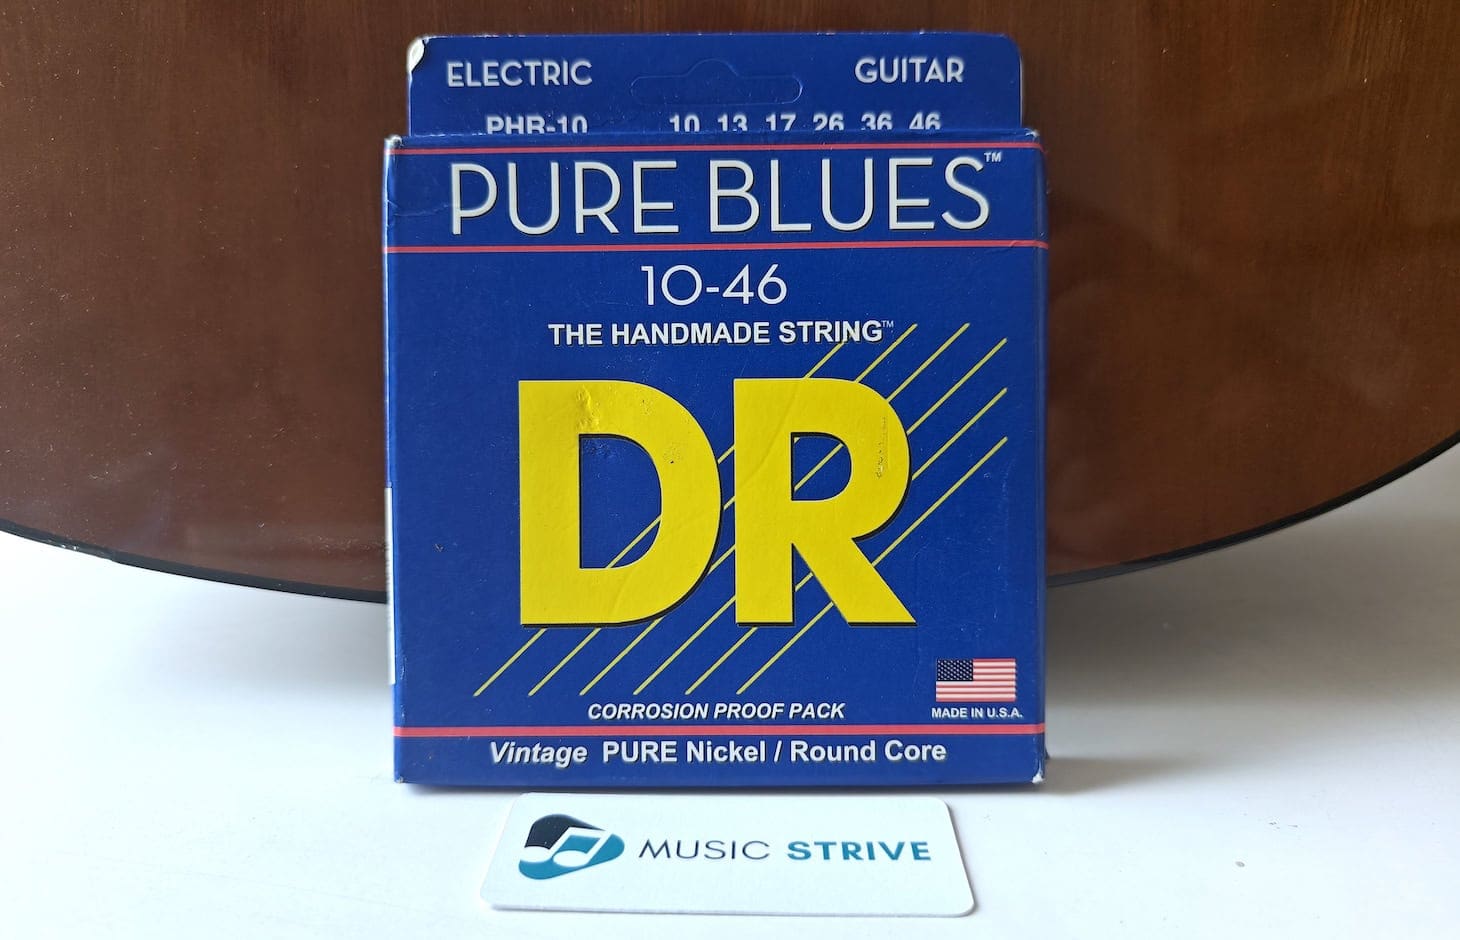 ELECTRIC GUITAR
PHR-10 10 13 17 26 36 46
PURE BLUES™
10-46
THE HANDMADE STRING™
DR
CORROSION PROOF PACK
MADE IN U.S.A.
Vintage PURE Nickel / Round Core
MUSIC STRIVE